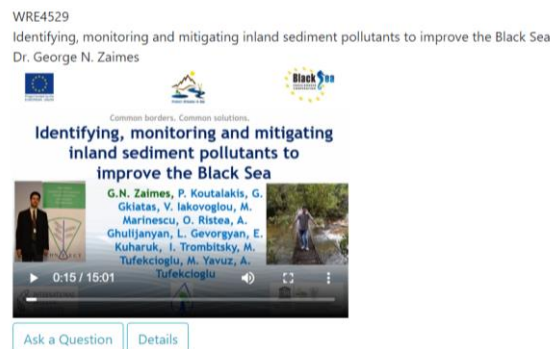 WRE4529
Identifying, monitoring and mitigating inland sediment pollutants to improve the Black Sea
Dr. George N. Zaimes
Black Sea
Common borders. Common solutions.
Identifying, monitoring and mitigating
inland sediment pollutants to
improve the Black Sea
G.N. Zaimes, P. Koutalakis, G.
Gkiatas, V. Iakovoglou, M.
Marinescu, O. Ristea, A.
Ghulijanyan, L. Gevorgyan, E.
Kuharuk, I. Trombitsky, M.
Tufekcioglu, M. Yavuz, A.
Tufekcioglu
0:15 / 15:01
Ask a Question
Details